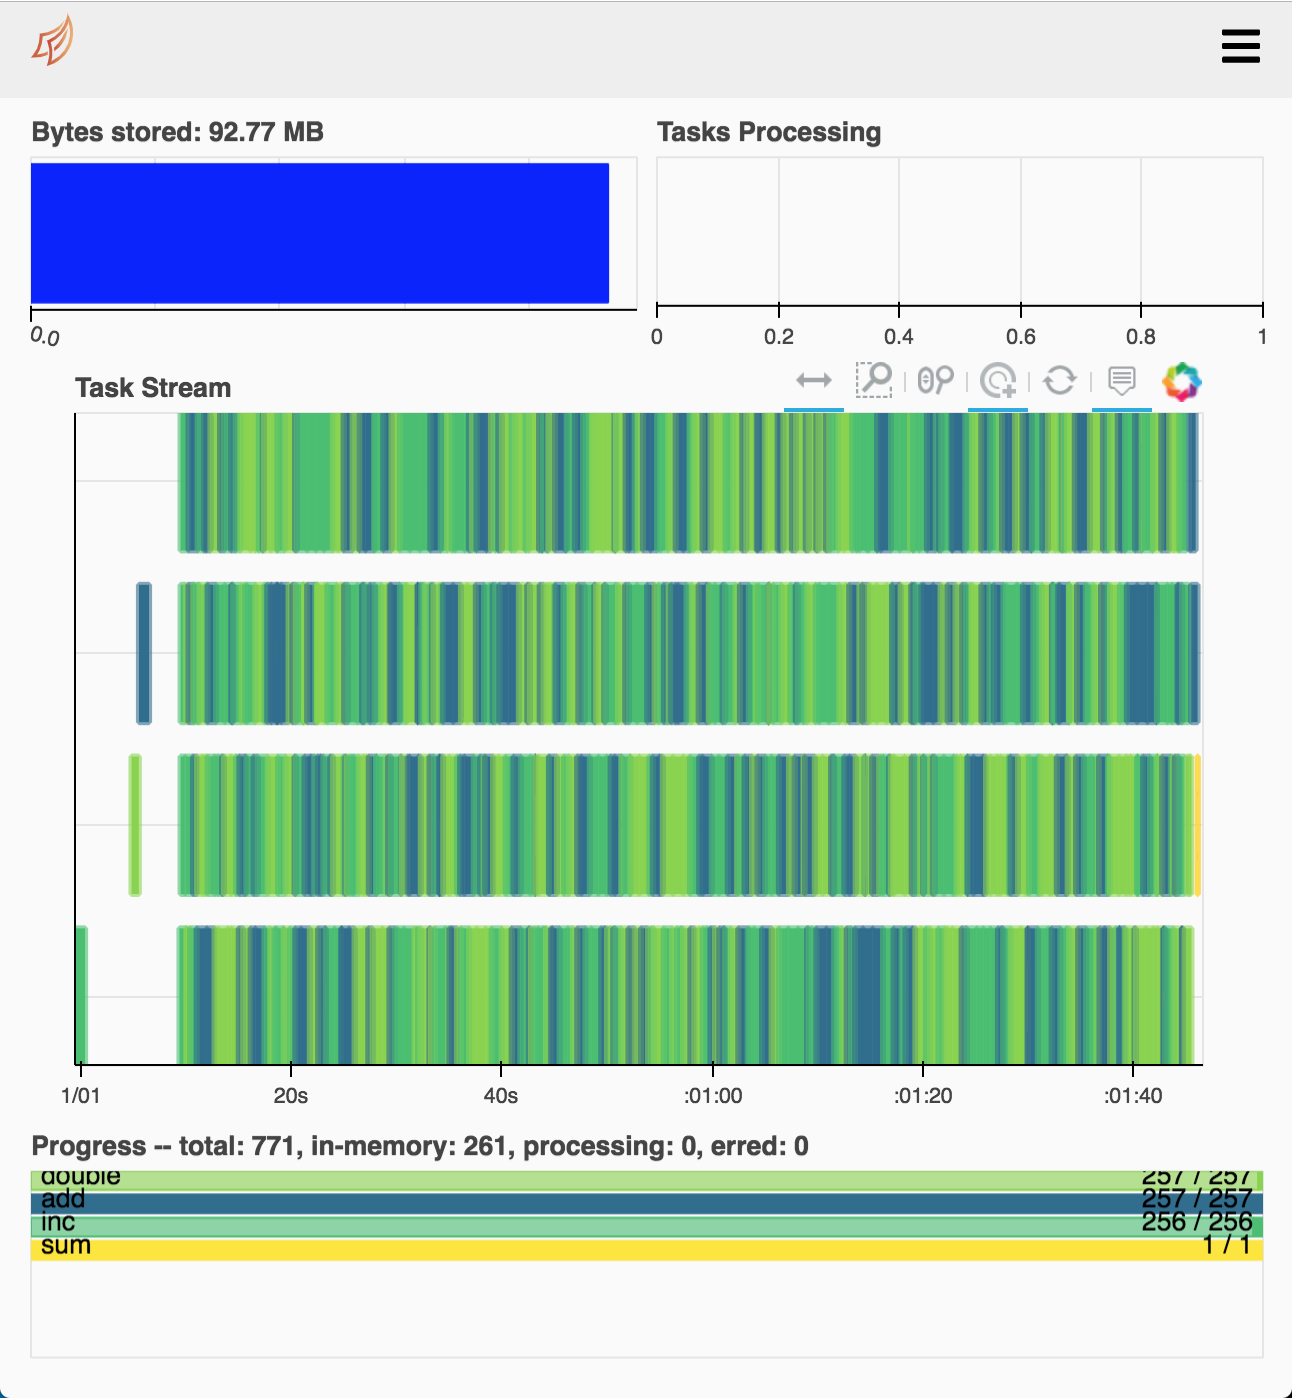 Bytes stored: 92.77 MB
Tasks Processing
0.0
0 0.2 0.4 0.6 0.8 1
Task Stream
1/01 20s 40s :01:00 :01:20 :01:40
Progress -- total: 771, in-memory: 261, processing: 0, erred: 0
double 257 / 257
add 257 / 257
inc 256 / 256
sum 1 / 1